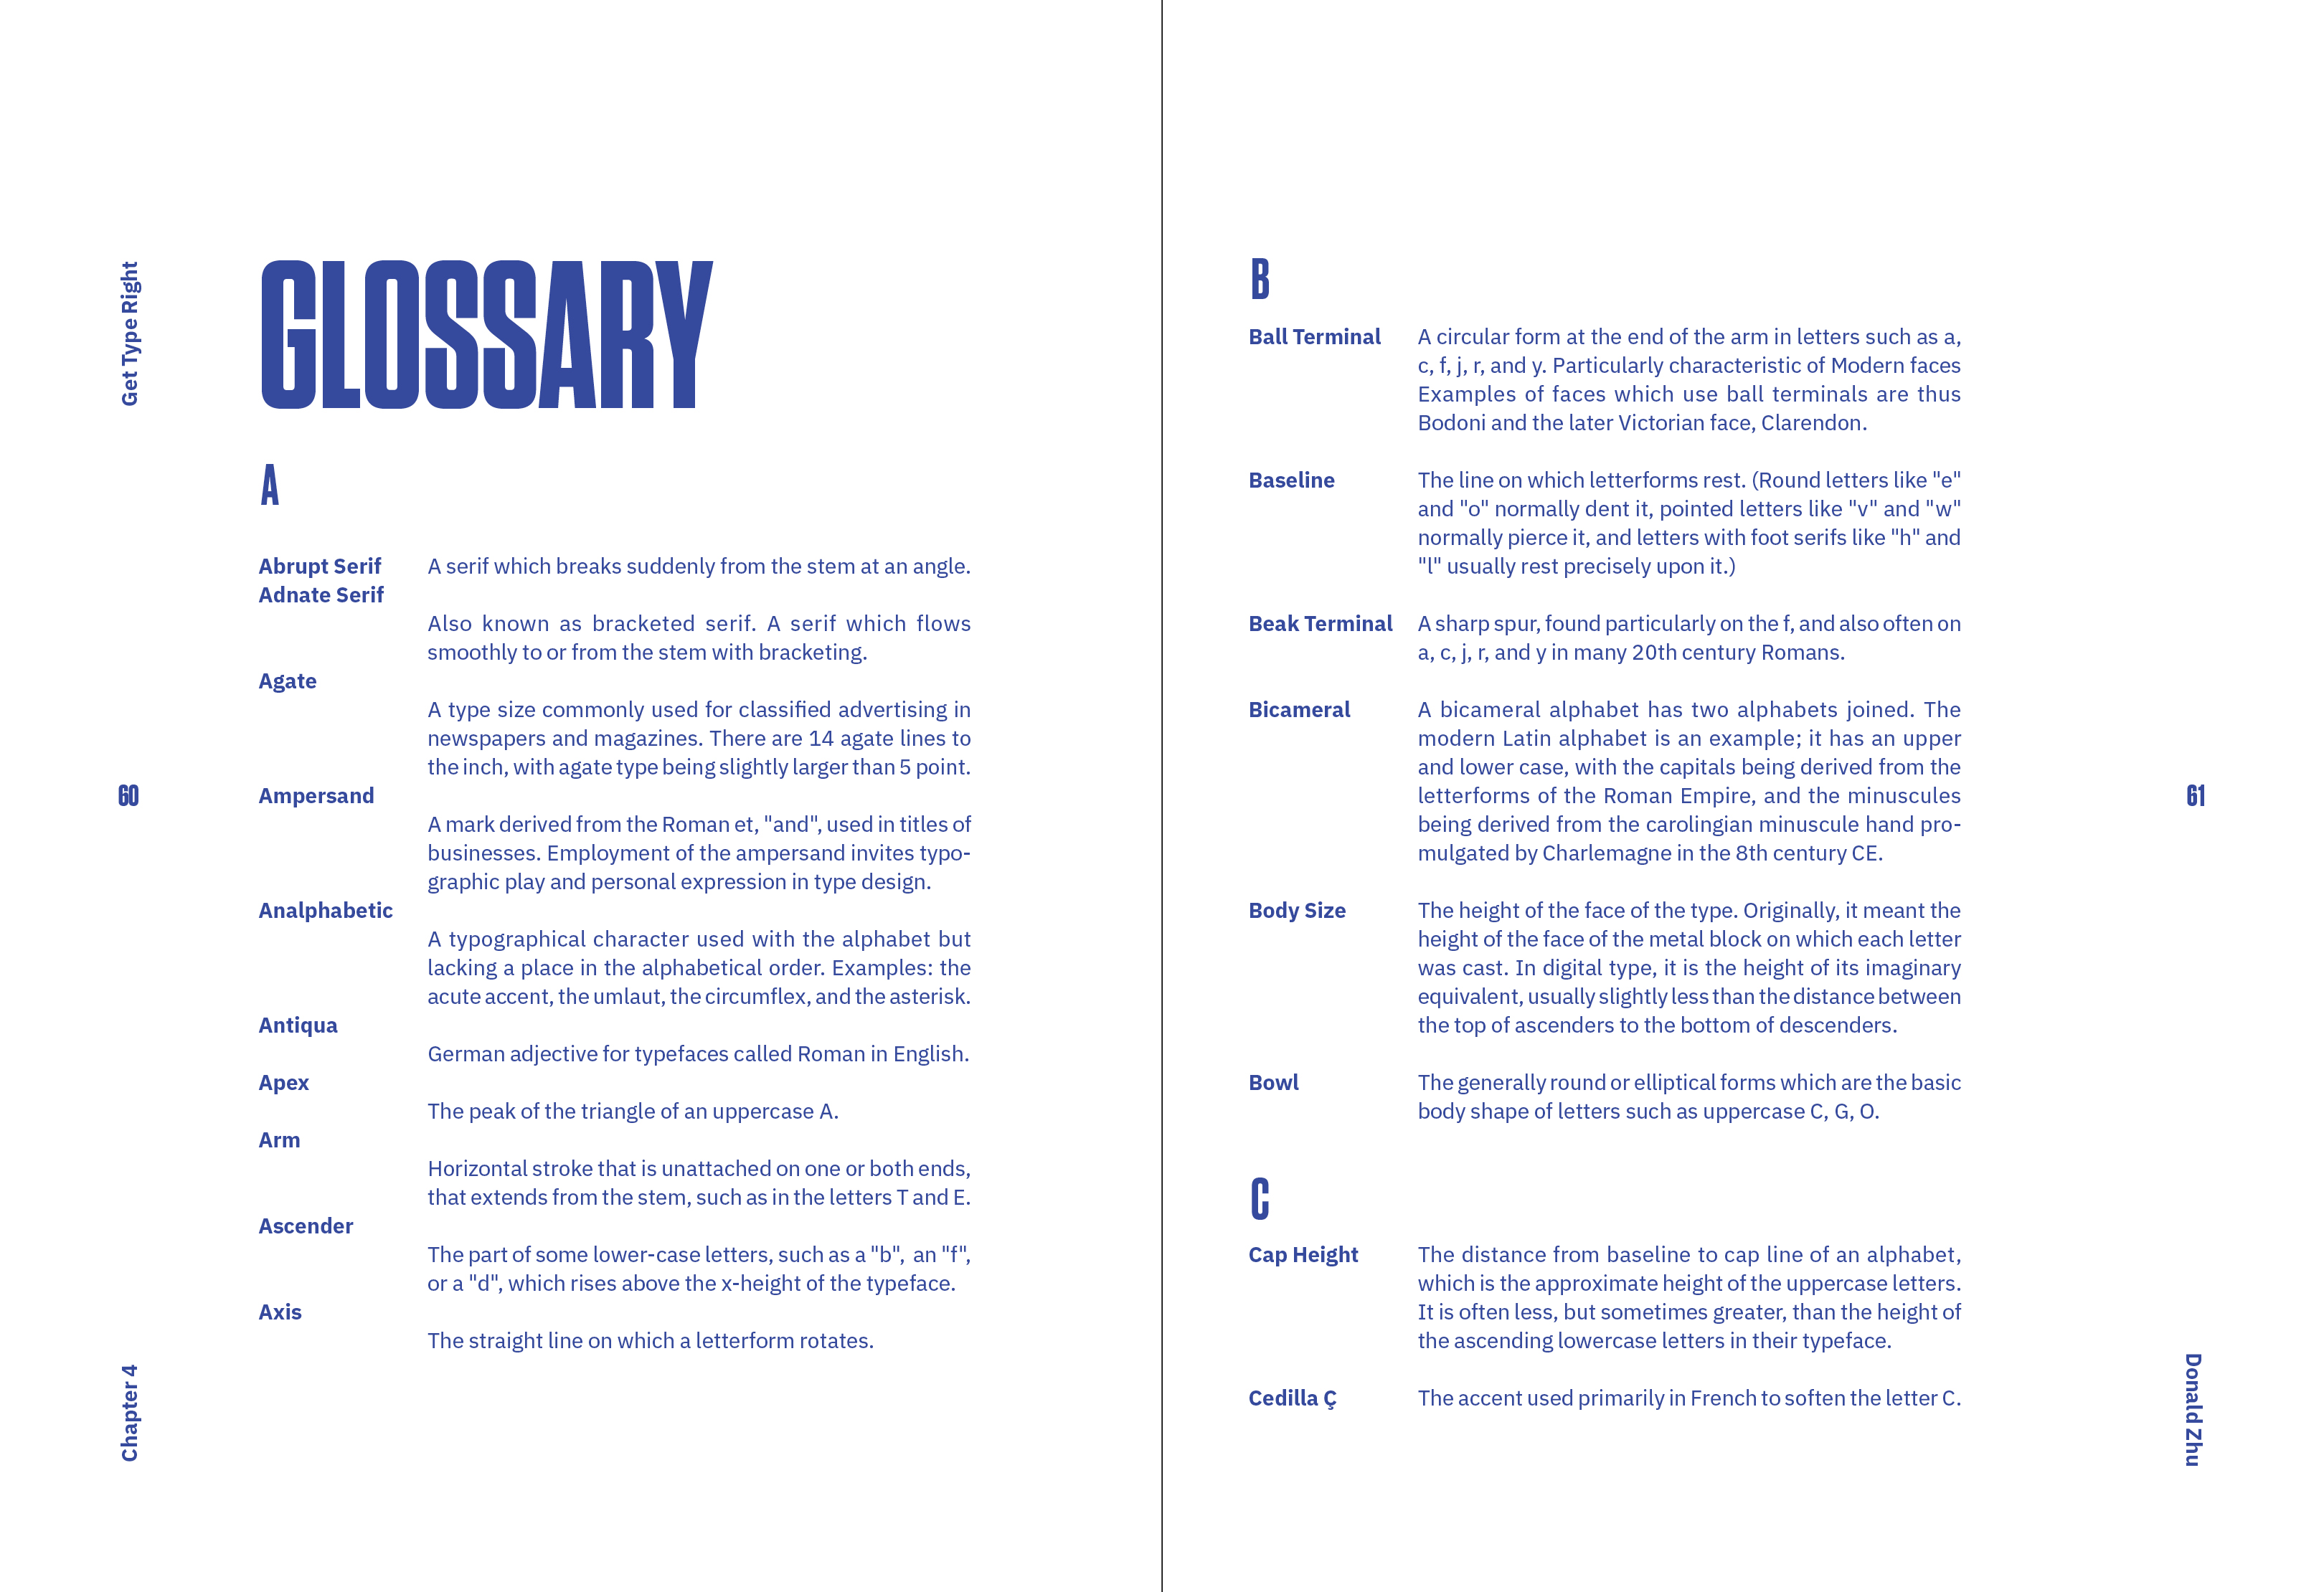 Get Type Right
GLOSSARY
A
Abrupt Serif A serif which breaks suddenly from the stem at an angle.
Adnate Serif
Also known as bracketed serif. A serif which flows
smoothly to or from the stem with bracketing.
Agate
A type size commonly used for classified advertising in
newspapers and magazines. There are 14 agate lines to
the inch, with agate type being slightly larger than 5 point.
Ampersand
A mark derived from the Roman et, "and", used in titles of
businesses. Employment of the ampersand invites typo-
graphic play and personal expression in type design.
Analphabetic
A typographical character used with the alphabet but
lacking a place in the alphabetical order. Examples: the
acute accent, the umlaut, the circumflex, and the asterisk.
Antiqua
German adjective for typefaces called Roman in English.
Apex
The peak of the triangle of an uppercase A.
Arm
Horizontal stroke that is unattached on one or both ends,
that extends from the stem, such as in the letters T and E.
Ascender
The part of some lower-case letters, such as a "b", an "f",
or a "d", which rises above the x-height of the typeface.
Axis
The straight line on which a letterform rotates.
60
Chapter 4
B
Ball Terminal A circular form at the end of the arm in letters such as a,
c, f, j, r, and y. Particularly characteristic of Modern faces
Examples of faces which use ball terminals are thus
Bodoni and the later Victorian face, Clarendon.
Baseline The line on which letterforms rest. (Round letters like "e"
and "o" normally dent it, pointed letters like "v" and "w"
normally pierce it, and letters with foot serifs like "h" and
"l" usually rest precisely upon it.)
Beak Terminal A sharp spur, found particularly on the f, and also often on
a, c, j, r, and y in many 20th century Romans.
Bicameral A bicameral alphabet has two alphabets joined. The
modern Latin alphabet is an example; it has an upper
and lower case, with the capitals being derived from the
letterforms of the Roman Empire, and the minuscules
being derived from the carolingian minuscule hand pro-
mulgated by Charlemagne in the 8th century CE.
Body Size The height of the face of the type. Originally, it meant the
height of the face of the metal block on which each letter
was cast. In digital type, it is the height of its imaginary
equivalent, usually slightly less than the distance between
the top of ascenders to the bottom of descenders.
Bowl The generally round or elliptical forms which are the basic
body shape of letters such as uppercase C, G, O.
C
Cap Height The distance from baseline to cap line of an alphabet,
which is the approximate height of the uppercase letters.
It is often less, but sometimes greater, than the height of
the ascending lowercase letters in their typeface.
Cedilla Ç The accent used primarily in French to soften the letter C.
61
Donald Zhu